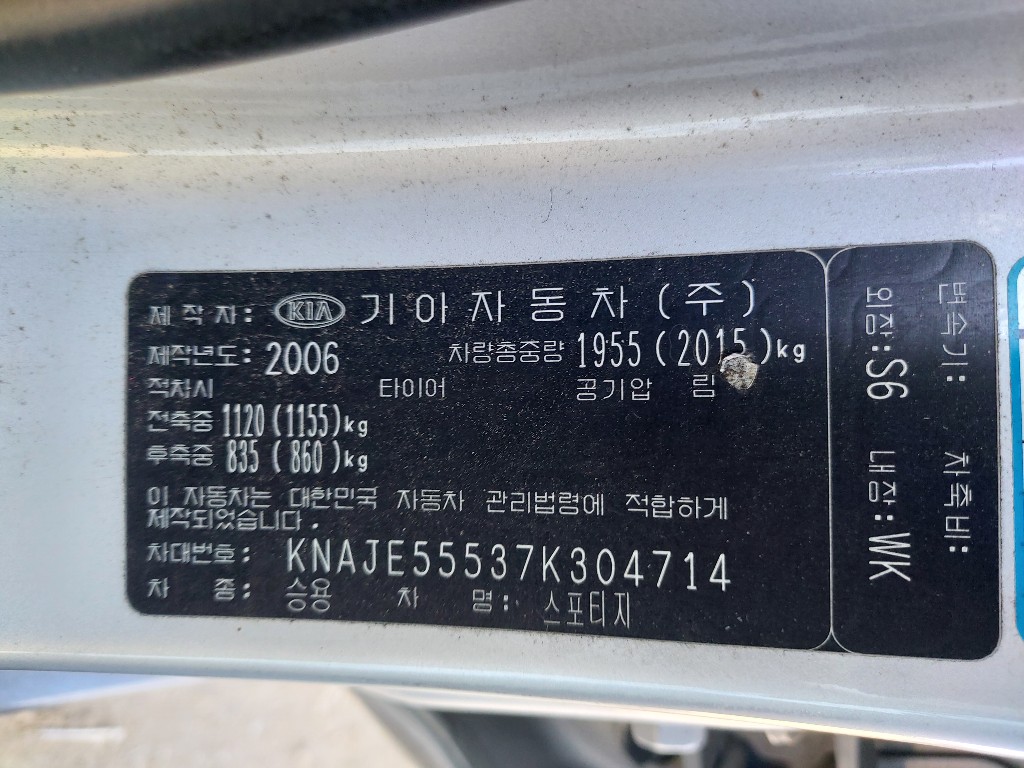 제 작 자: KIA 기아자동차(주)
제작년도: 2006 차량총중량 1955(2015)kg
적차시 타이어 공기압 림
전축중 1120(1155)kg
후축중 835(860)kg
이 자동차는 대한민국 자동차 관리법령에 적합하게
제작되었습니다.
차대번호: KNAJE55537K304714
차 종: 승용 차 명: 스포티지
변속기: 차축비:
외장:S6 내장:WK